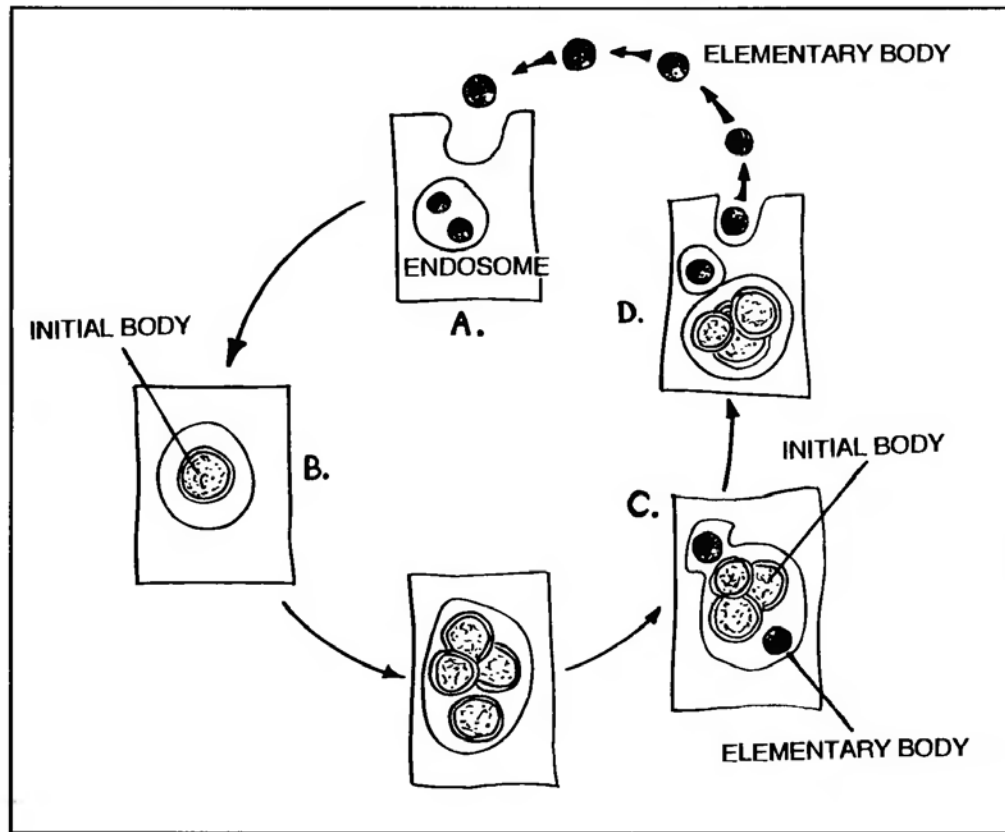 ELEMENTARY BODY
ENDOSOME
A.
D.
INITIAL BODY
B.
INITIAL BODY
C.
ELEMENTARY BODY